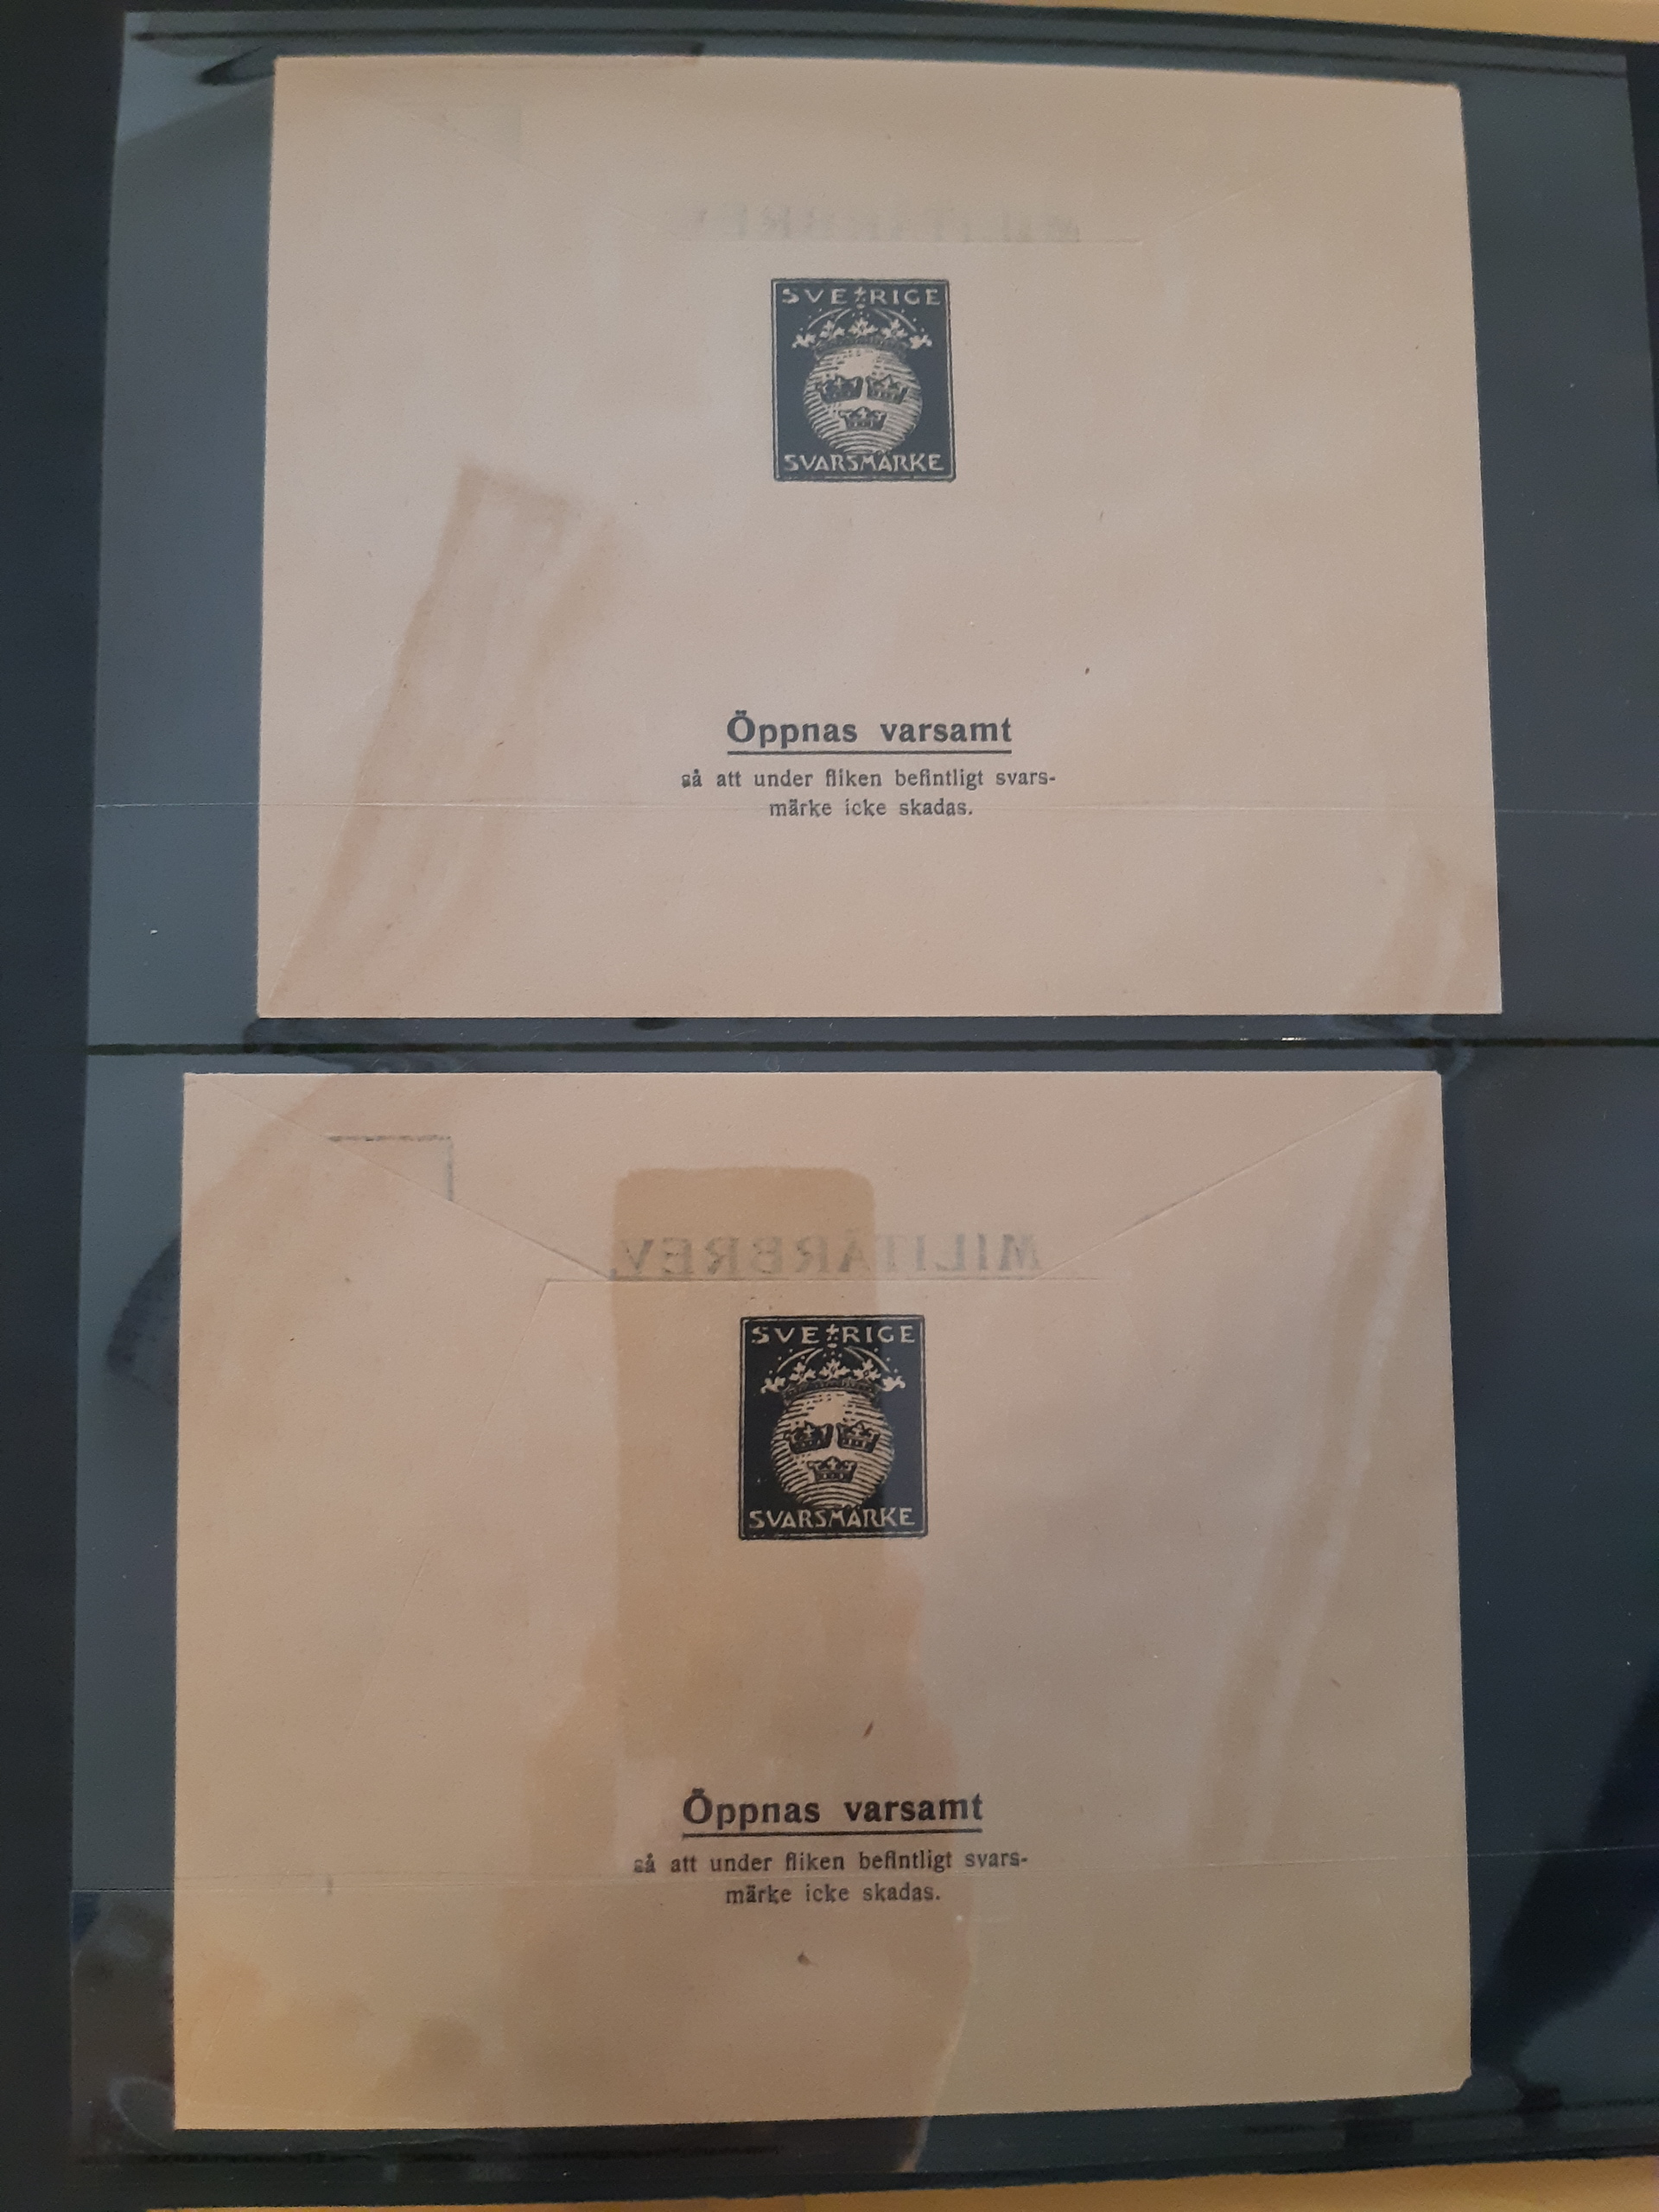 MILITÄRBREV
SVERIGE
SVARSMÄRKE
Öppnas varsamt
så att under fliken befintligt svars-
märke icke skadas.
MILITÄRBREV.
SVERIGE
SVARSMÄRKE
Öppnas varsamt
så att under fliken befintligt svars-
märke icke skadas.